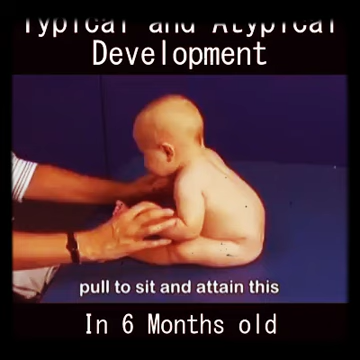 Typical and Atypical
Development
pull to sit and attain this
In 6 Months old